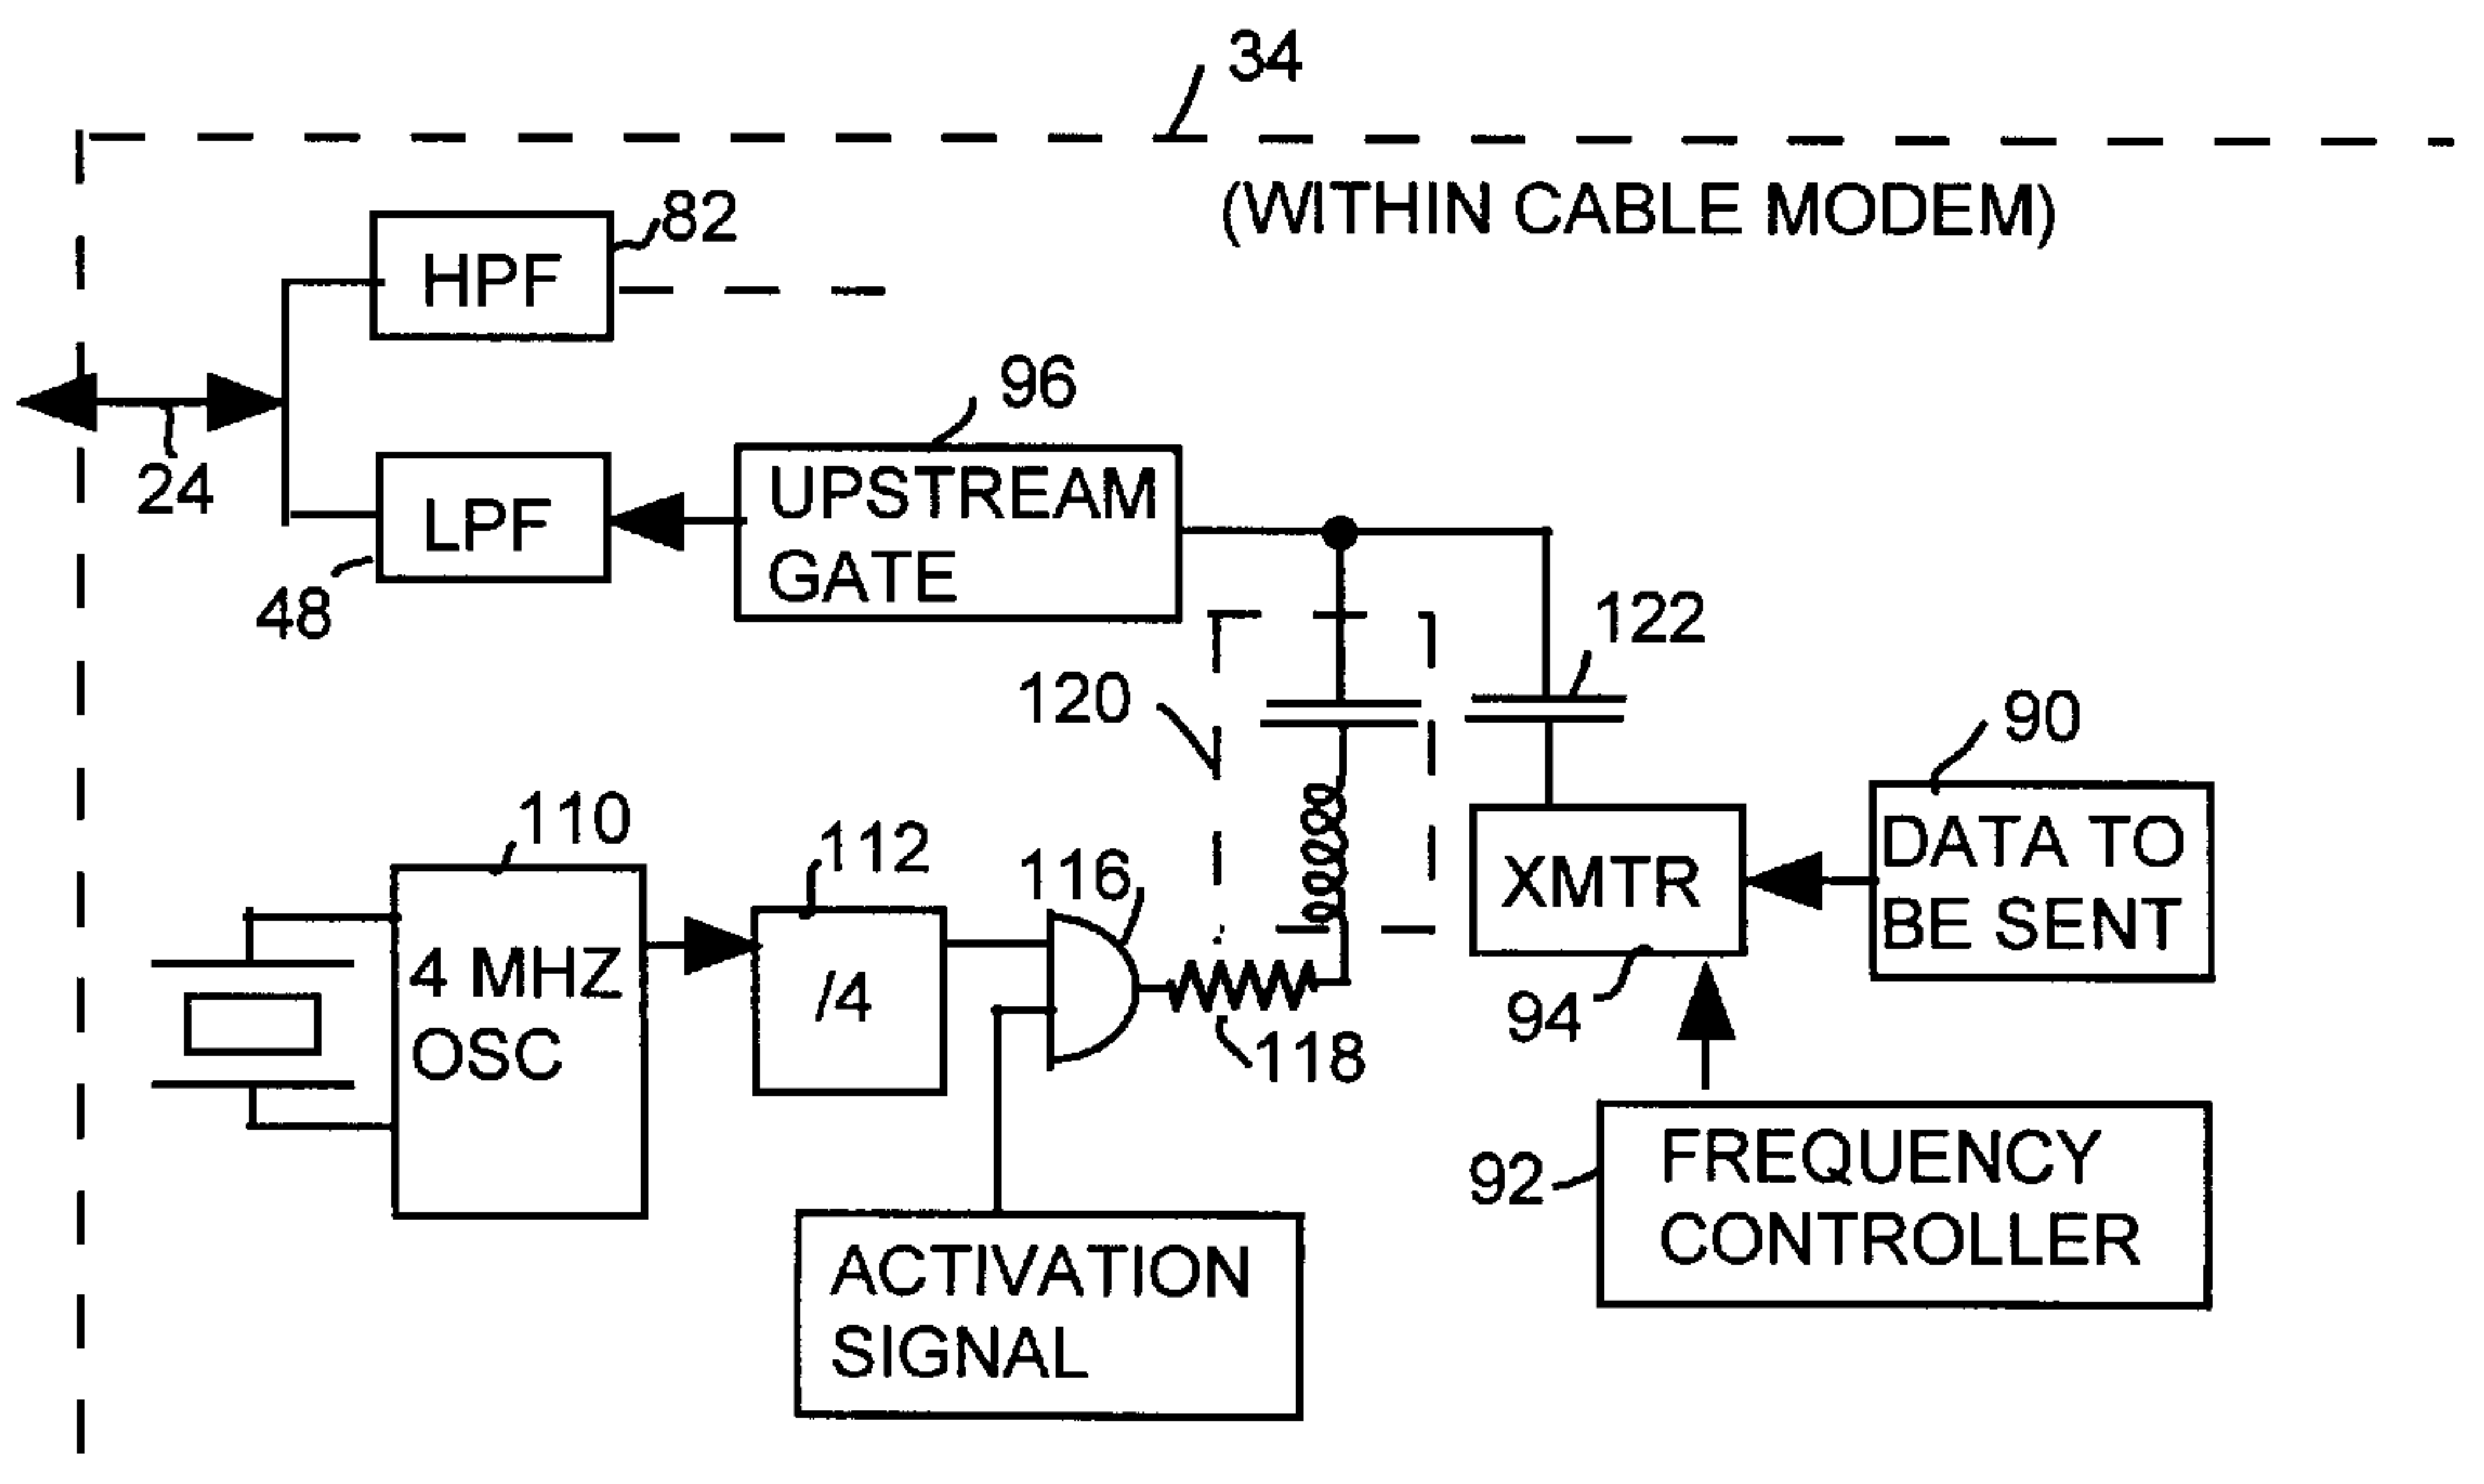 34
(WITHIN CABLE MODEM)
82
HPF
24
96
UPSTREAM
GATE
LPF
48
122
120
90
DATA TO
BE SENT
XMTR
94
110
4 MHZ
OSC
112
/4
116
118
92
FREQUENCY
CONTROLLER
ACTIVATION
SIGNAL